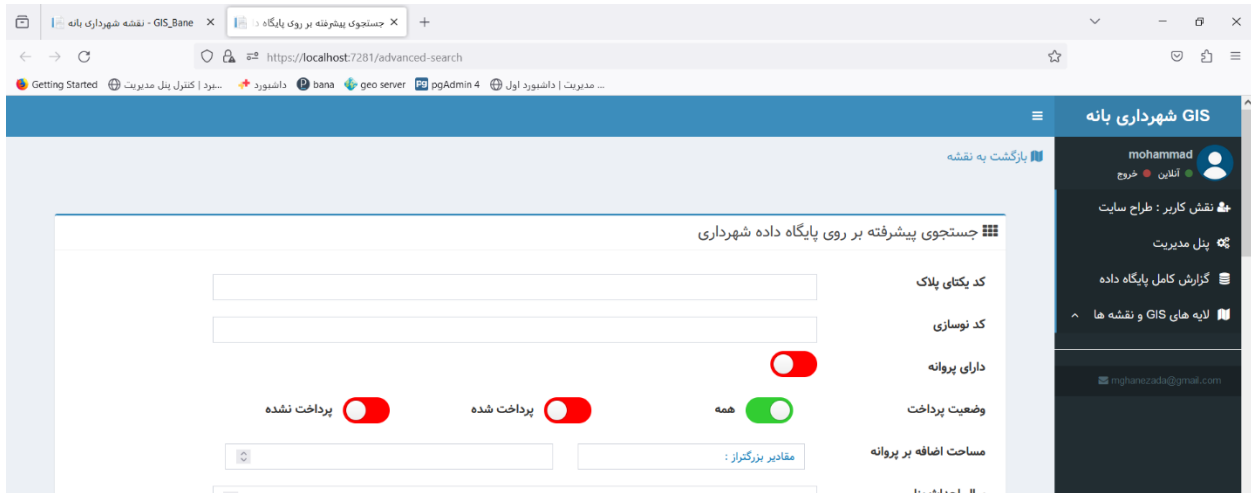 GIS_Bane - نقشه شهرداری بانه
جستجوی پیشرفته بر روی پایگاه دا
https://localhost:7281/advanced-search
Getting Started
...برد | کنترل پنل مدیریت
داشبورد
bana
geo server
pgAdmin 4
مدیریت | داشبورد اول ...
GIS شهرداری بانه
mohammad
آنلاین خروج
نقش کاربر : طراح سایت
پنل مدیریت
گزارش کامل پایگاه داده
لایه های GIS و نقشه ها
mghanezada@gmail.com
بازگشت به نقشه
جستجوی پیشرفته بر روی پایگاه داده شهرداری
کد یکتای پلاک
کد نوسازی
دارای پروانه
وضعیت پرداخت همه پرداخت شده پرداخت نشده
مساحت اضافه بر پروانه مقادیر بزرگتراز :